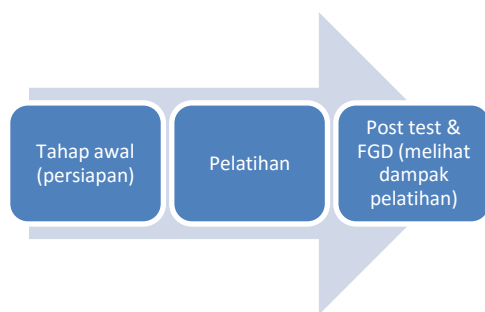 Tahap awal
(persiapan)
Pelatihan
Post test &
FGD (melihat
dampak
pelatihan)